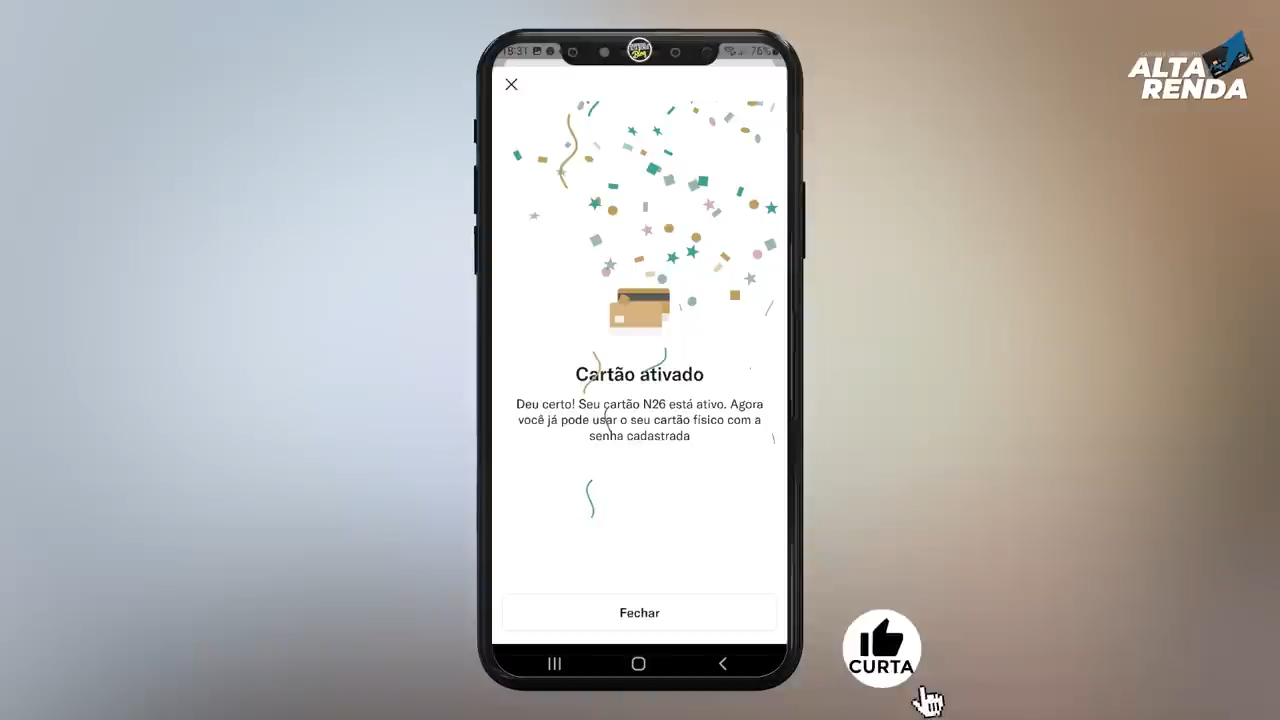 18:31
76%
ALTA
RENDA
Cartão ativado
Deu certo! Seu cartão N26 está ativo. Agora
você já pode usar o seu cartão físico com a
senha cadastrada
Fechar
CURTA